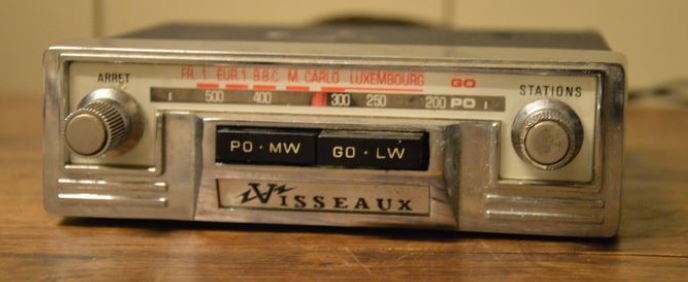 ARRET
FR.1 EUR.1 B.B.C M.CARLO LUXEMBOURG GO
500 400 300 250 200 PO
STATIONS
PO · MW GO · LW
VISSEAUX